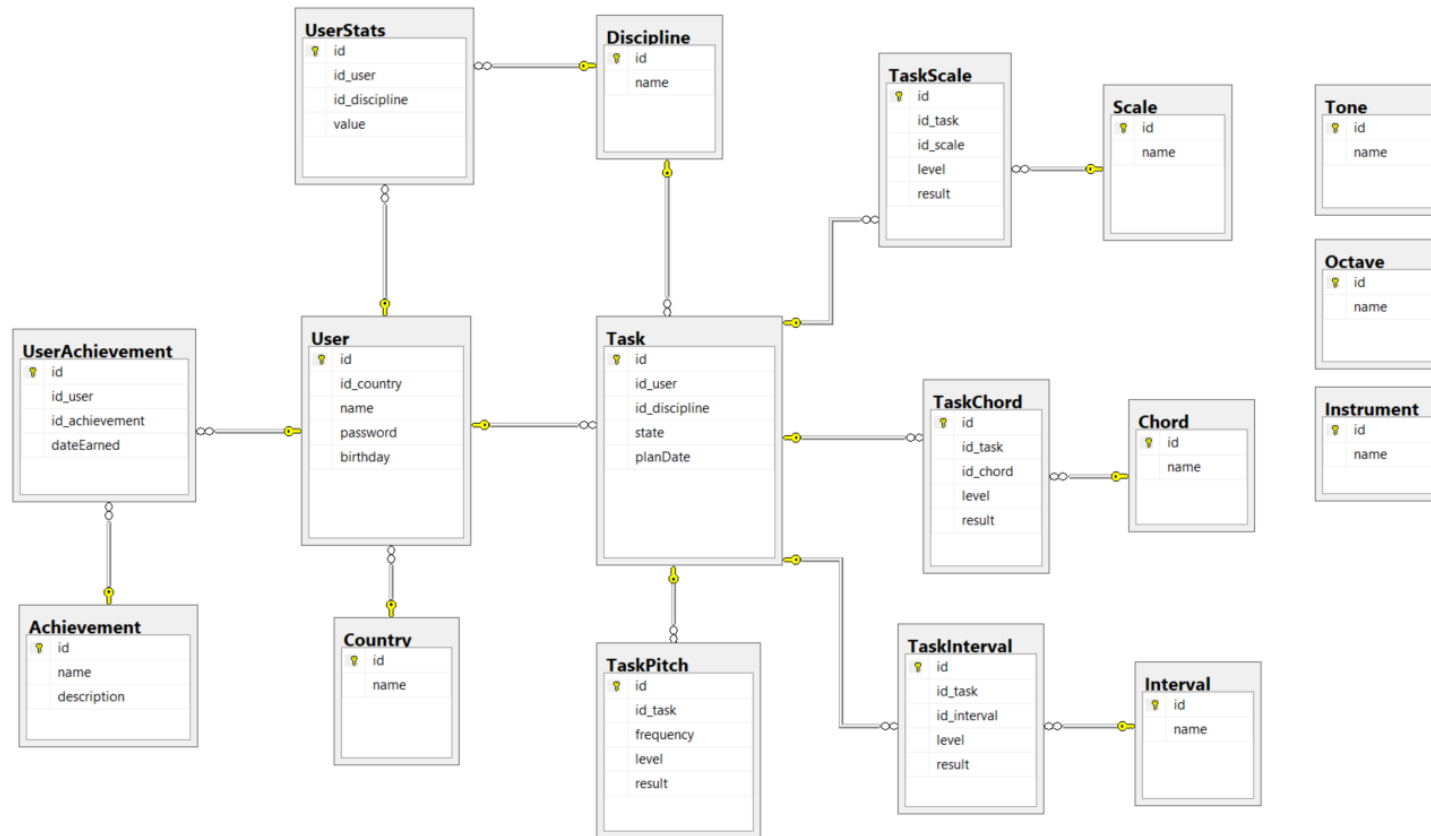 UserStats
id
id_user
id_discipline
value
Discipline
id
name
TaskScale
id
id_task
id_scale
level
result
Scale
id
name
Tone
id
name
Octave
id
name
Instrument
id
name
UserAchievement
id
id_user
id_achievement
dateEarned
User
id
id_country
name
password
birthday
Task
id
id_user
id_discipline
state
planDate
TaskChord
id
id_task
id_chord
level
result
Chord
id
name
Achievement
id
name
description
Country
id
name
TaskPitch
id
id_task
frequency
level
result
TaskInterval
id
id_task
id_interval
level
result
Interval
id
name